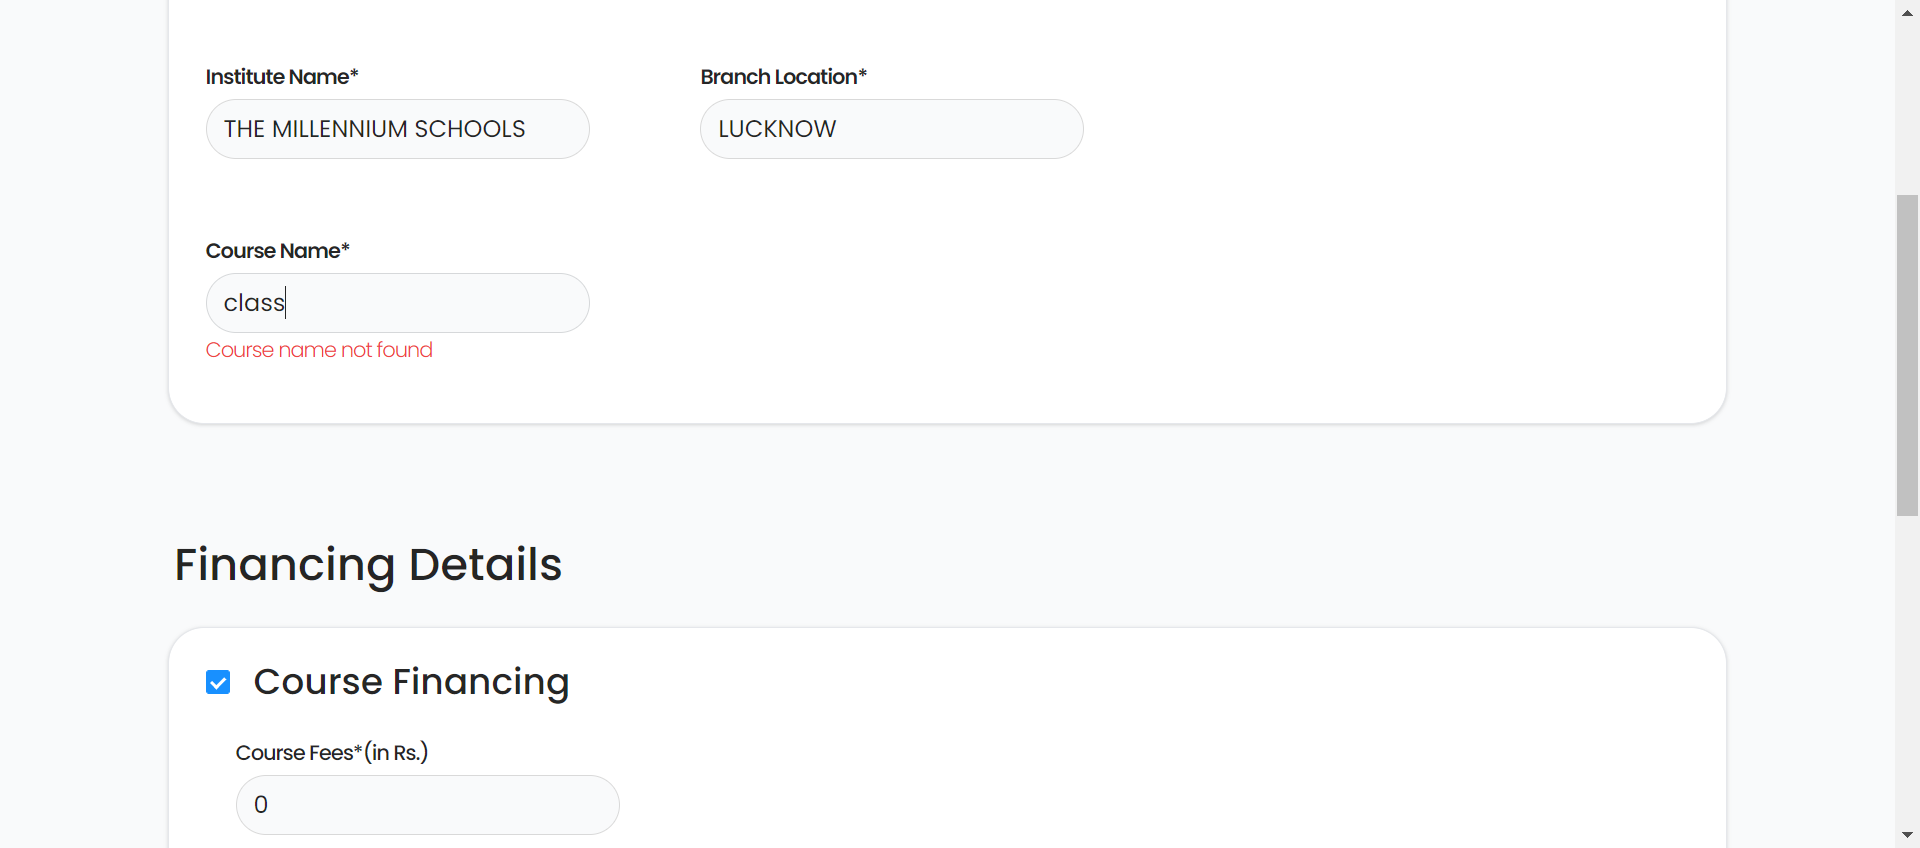 Institute Name*
Branch Location*
THE MILLENNIUM SCHOOLS
LUCKNOW
Course Name*
class
Course name not found
Financing Details
Course Financing
Course Fees*(in Rs.)
0